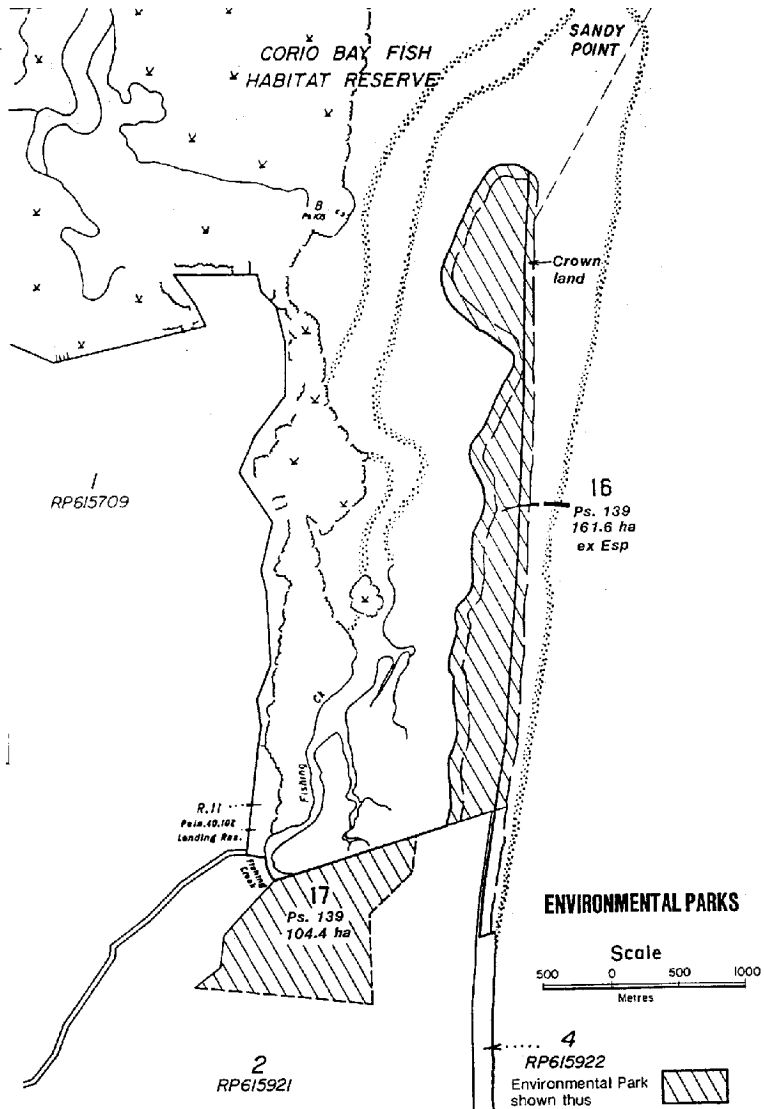 SANDY
POINT
CORIO BAY FISH
HABITAT RESERVE
B
Crown
land
1
RP615709
16
Ps. 139
161.6 ha
ex Esp
Ck
Fishing
R.11
Landing Res.
Fishing
Creek
17
Ps. 139
104.4 ha
ENVIRONMENTAL PARKS
Scale
500 0 500 1000
Metres
2
RP615921
4
RP615922
Environmental Park
shown thus